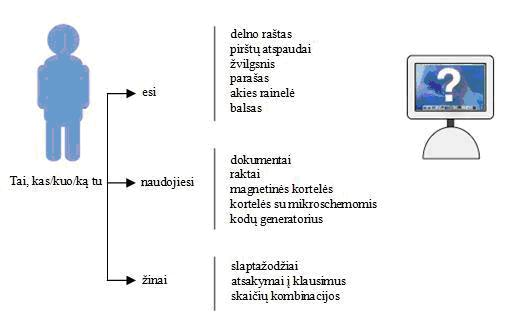 delno raštas
pirštų atspaudai
žvilgsnis
parašas
akies rainelė
balsas
esi
?
Tai, kas/kuo/ką tu
naudojiesi
dokumentai
raktai
magnetinės kortelės
kortelės su mikroschemomis
kodų generatorius
žinai
slaptažodžiai
atsakymai į klausimus
skaičių kombinacijos